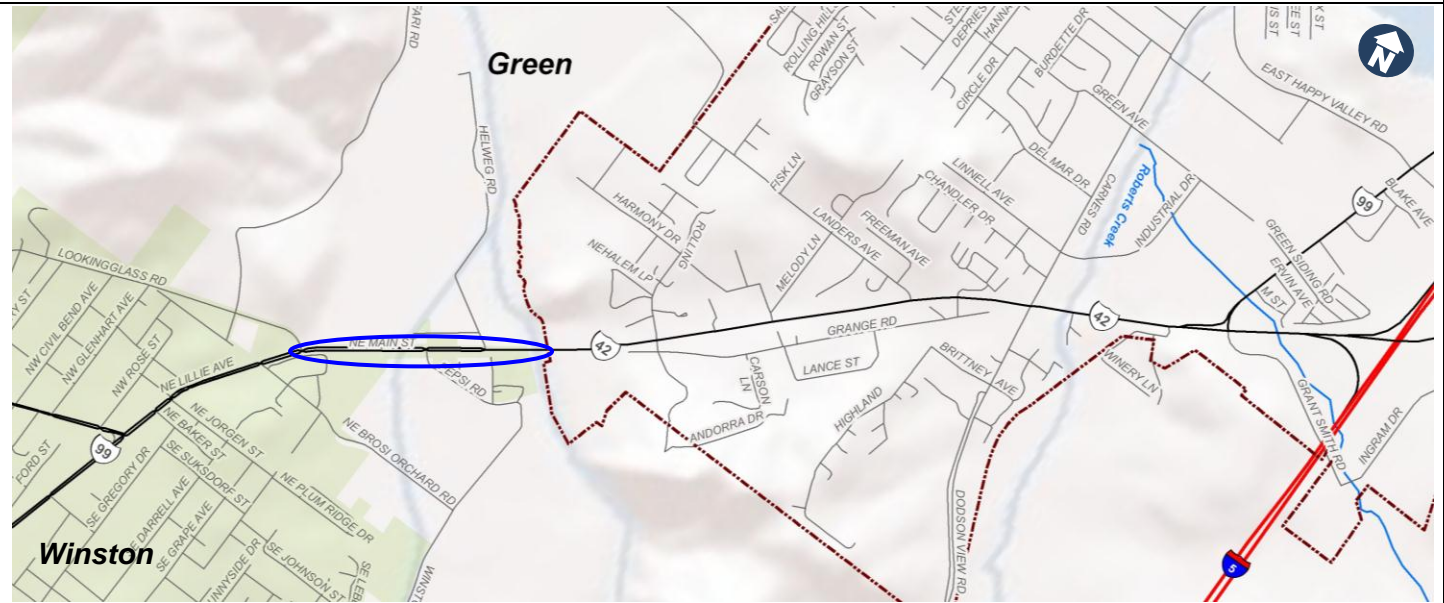 Green
Winston
N
ROLLING HILLS
ROWAN ST
GRAYSON ST
CIRCLE DR
BURDETTE DR
GREEN AVE
EAST HAPPY VALLEY RD
DEL MAR DR
CARNES RD
Roberts Creek
INDUSTRIAL DR
LINNELL AVE
CHANDLER DR
FREEMAN AVE
LANDERS AVE
FISK LN
MELODY LN
HARMONY DR
ROLLING
NEHALEM LP
HELWEG RD
LOOKINGGLASS RD
NW CIVIL BEND AVE
NW GLENHART AVE
NW ROSE ST
NE LILLIE AVE
NE MAIN ST
PEPSI RD
42
GRANGE RD
LANCE ST
CARSON LN
ANDORRA DR
HIGHLAND
BRITTNEY AVE
DODSON VIEW RD
42
WINERY LN
99
BLAKE AVE
GREEN SIDING RD
ERVIN AVE
M ST
GRANT SMITH RD
INGRAM DR
5
99
FORD ST
NE JORGEN ST
NE BAKER ST
SE SUKSDORF ST
NE PLUM RIDGE DR
NE BROSI ORCHARD RD
SE GREGORY DR
SE DARRELL AVE
SE GRAPE AVE
SE JOHNSON ST